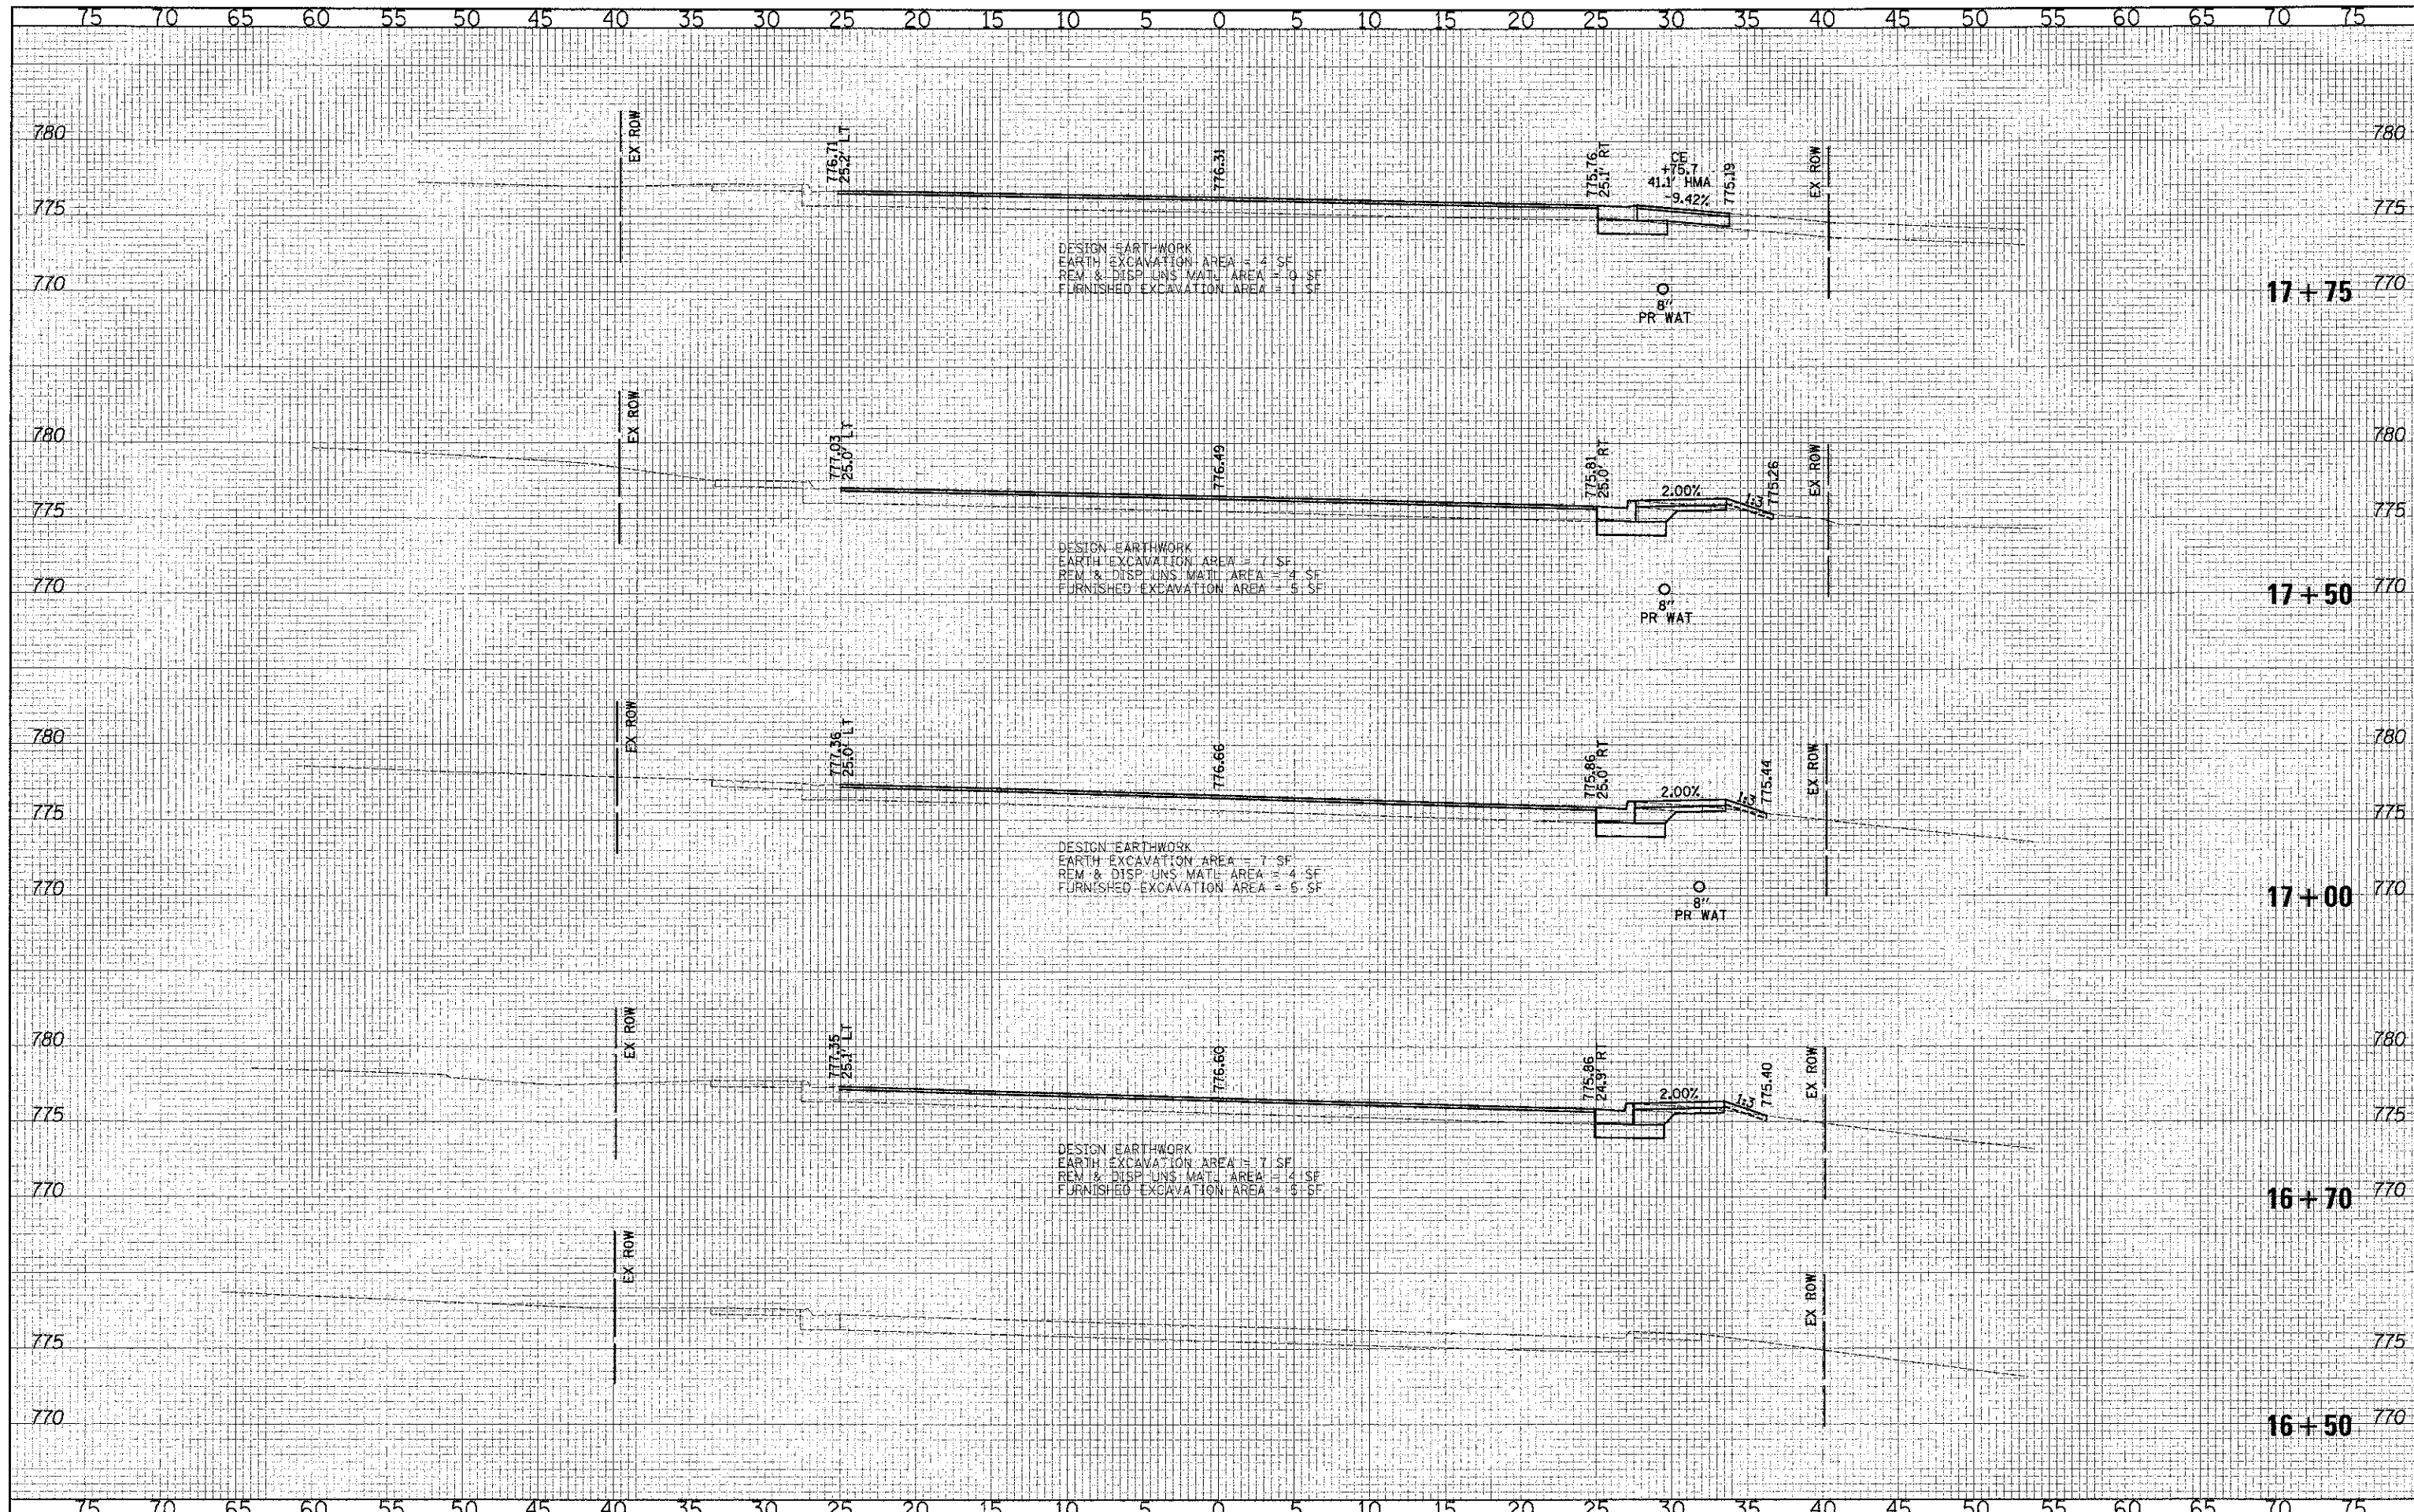 75 70 65 60 55 50 45 40 35 30 25 20 15 10 5 0 5 10 15 20 25 30 35 40 45 50 55 60 65 70 75
780
EX ROW
776.71
25.2' LT
776.31
775.76
25.1' RT
CE
+75.7
41.1' HMA
-9.42%
775.19
EX ROW
780
775
775
DESIGN EARTHWORK
EARTH EXCAVATION AREA = 4 SF
REM & DISP UNS MATL AREA = 0 SF
FURNISHED EXCAVATION AREA = 1 SF
770
8"
PR WAT
17+75
770
780
EX ROW
777.03
25.0' LT
776.49
775.81
25.0' RT
2.00%
1:3
775.26
EX ROW
780
775
775
DESIGN EARTHWORK
EARTH EXCAVATION AREA = 7 SF
REM & DISP UNS MATL AREA = 4 SF
FURNISHED EXCAVATION AREA = 5 SF
770
8"
PR WAT
17+50
770
780
EX ROW
777.36
25.0' LT
776.66
775.86
25.0' RT
2.00%
1:3
775.44
EX ROW
780
775
775
DESIGN EARTHWORK
EARTH EXCAVATION AREA = 7 SF
REM & DISP UNS MATL AREA = 4 SF
FURNISHED EXCAVATION AREA = 5 SF
770
8"
PR WAT
17+00
770
780
EX ROW
777.35
25.1' LT
776.60
775.86
24.9' RT
2.00%
1:3
775.40
EX ROW
780
775
775
DESIGN EARTHWORK
EARTH EXCAVATION AREA = 7 SF
REM & DISP UNS MATL AREA = 4 SF
FURNISHED EXCAVATION AREA = 5 SF
770
16+70
770
EX ROW
EX ROW
775
775
770
16+50
770
75 70 65 60 55 50 45 40 35 30 25 20 15 10 5 0 5 10 15 20 25 30 35 40 45 50 55 60 65 70 75